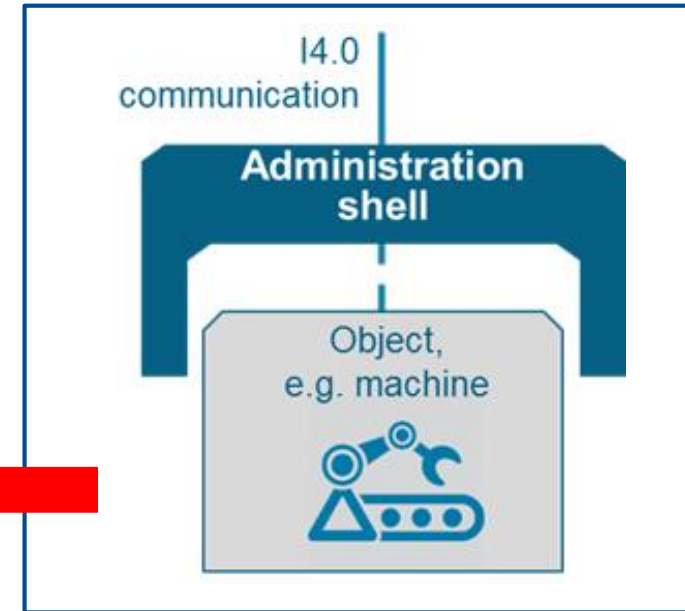 I4.0
communication
Administration
shell
Object,
e.g. machine